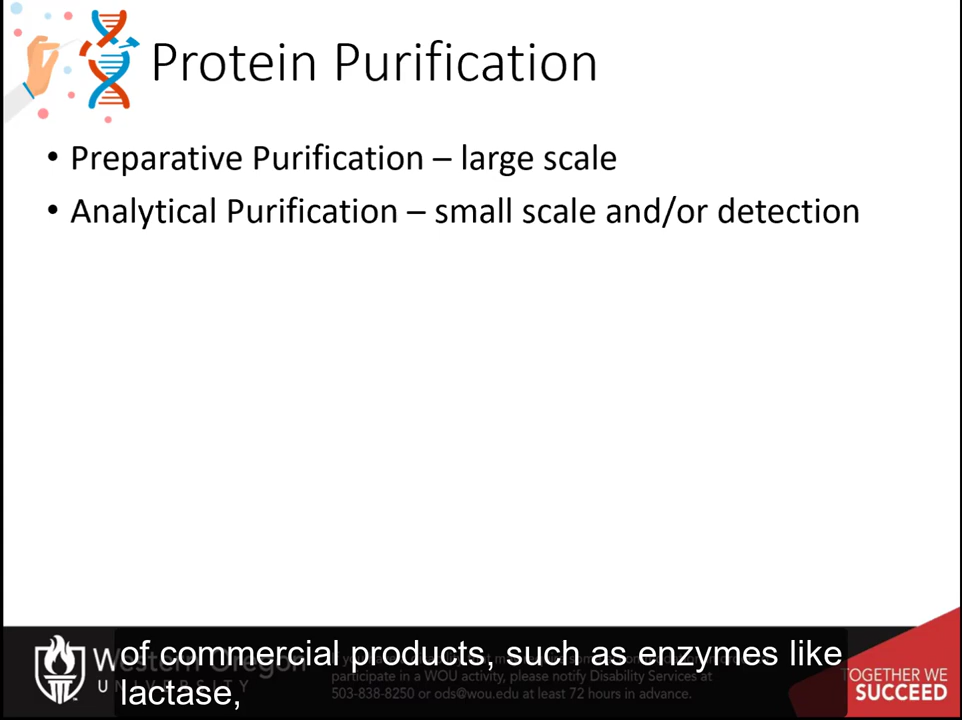 Protein Purification
• Preparative Purification – large scale
• Analytical Purification – small scale and/or detection
of commercial products, such as enzymes like
lactase,
participate in a WOU activity, please notify Disability Services at
503-838-8250 or ods@wou.edu at least 72 hours in advance.
TOGETHER WE
SUCCEED